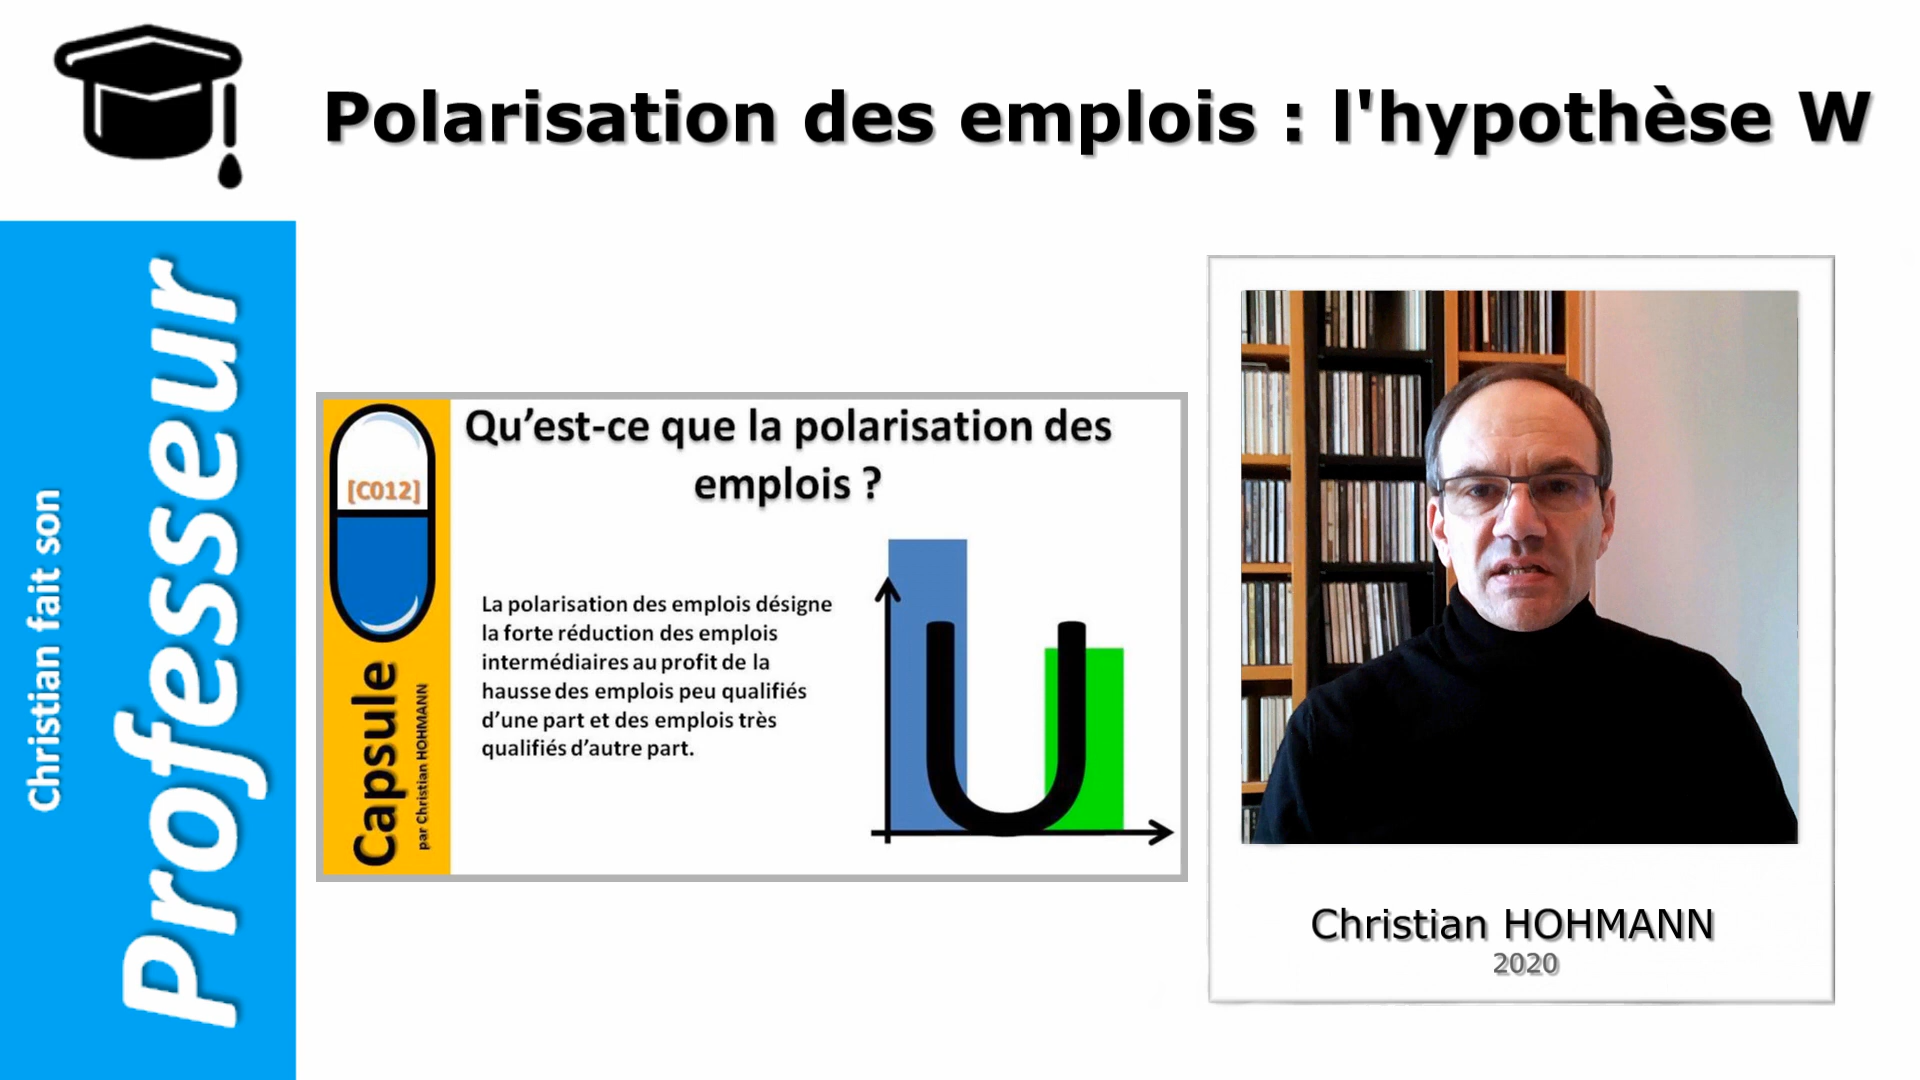 Polarisation des emplois : l'hypothèse W
Christian fait son
Professeur
Qu’est-ce que la polarisation des
emplois ?
[C012]
Capsule
par Christian HOHMANN
La polarisation des emplois désigne
la forte réduction des emplois
intermédiaires au profit de la
hausse des emplois peu qualifiés
d’une part et des emplois très
qualifiés d’autre part.
U
Christian HOHMANN
2020